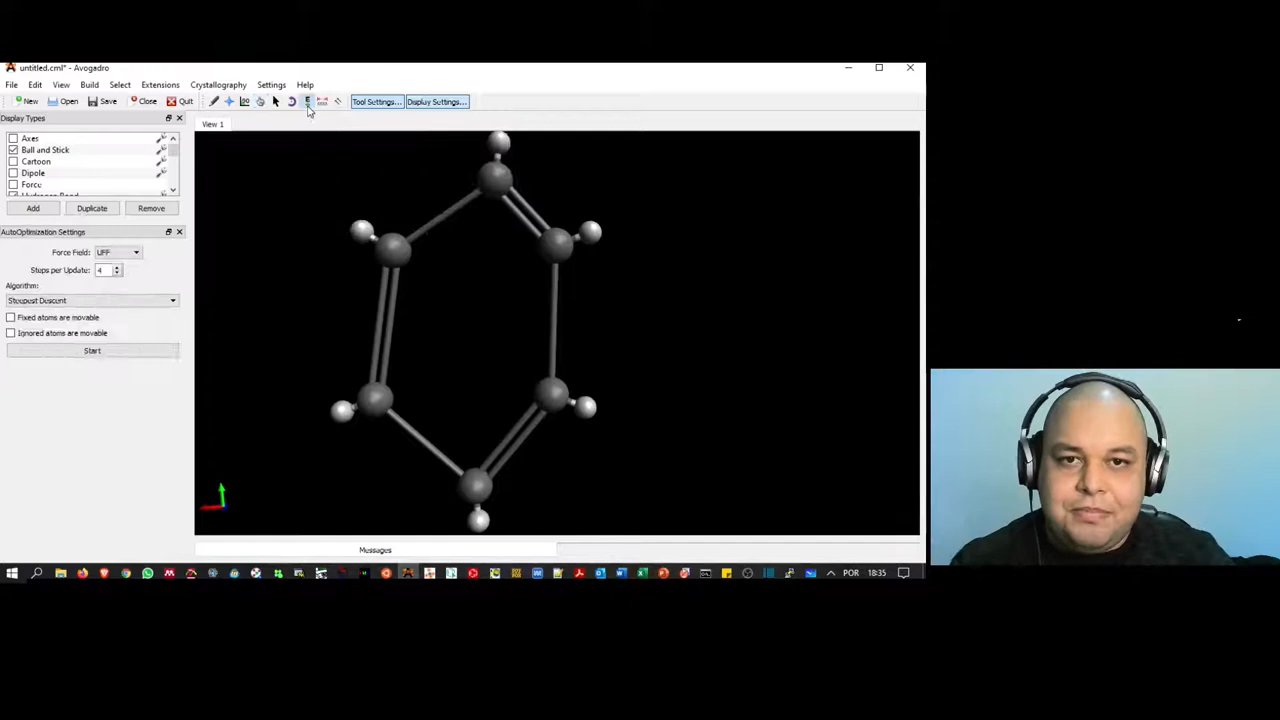 untitled.cml* - Avogadro
File Edit View Build Select Extensions Crystallography Settings Help
New Open Save Close Quit Tool Settings... Display Settings...
Display Types
View 1
Axes
Ball and Stick
Cartoon
Dipole
Force
Hydrogen Bond
Add Duplicate Remove
AutoOptimization Settings
Force Field: UFF
Steps per Update: 4
Algorithm:
Steepest Descent
Fixed atoms are movable
Ignored atoms are movable
Start
Messages
POR 18:35